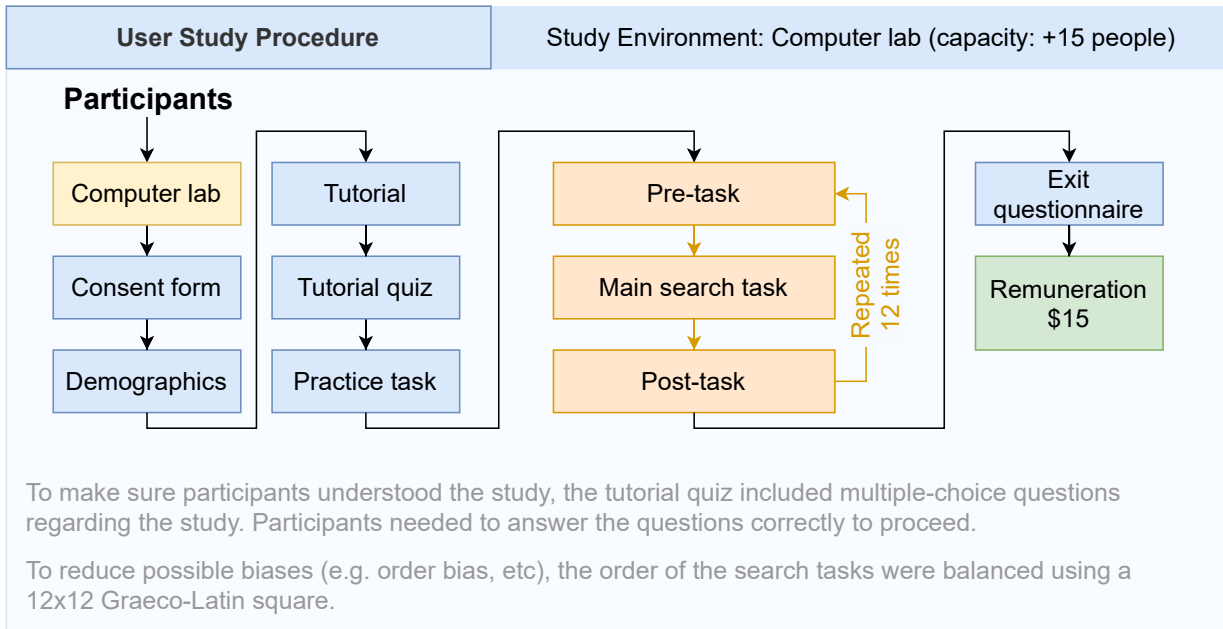 User Study Procedure
Study Environment: Computer lab (capacity: +15 people)
Participants
Computer lab
Consent form
Demographics
Tutorial
Tutorial quiz
Practice task
Pre-task
Main search task
Post-task
Repeated
12 times
Exit
questionnaire
Remuneration
$15
To make sure participants understood the study, the tutorial quiz included multiple-choice questions
regarding the study. Participants needed to answer the questions correctly to proceed.
To reduce possible biases (e.g. order bias, etc), the order of the search tasks were balanced using a
12x12 Graeco-Latin square.